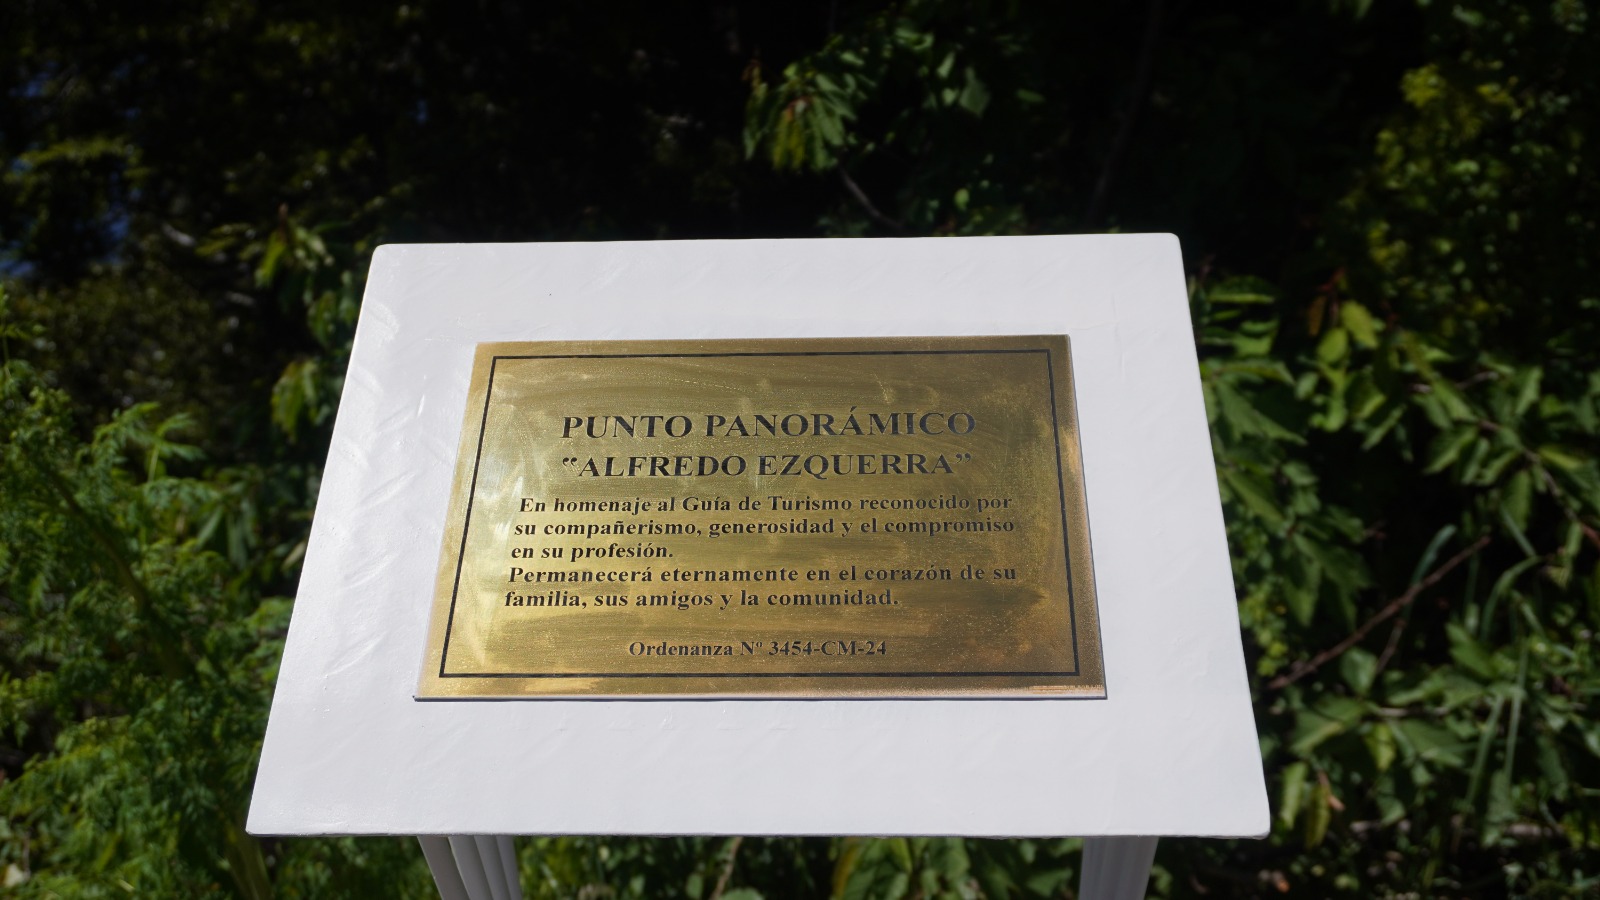 PUNTO PANORÁMICO
“ALFREDO EZQUERRA”
En homenaje al Guía de Turismo reconocido por
su compañerismo, generosidad y el compromiso
en su profesión.
Permanecerá eternamente en el corazón de su
familia, sus amigos y la comunidad.
Ordenanza Nº 3454-CM-24